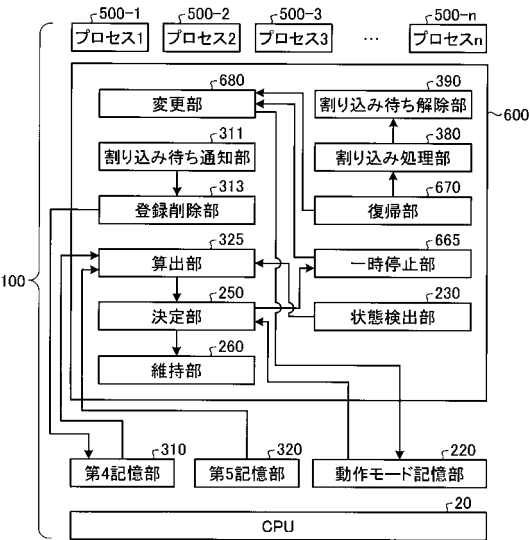 500-1 500-2 500-3 500-n
プロセス1 プロセス2 プロセス3 … プロセスn
680 390
変更部 割り込み待ち解除部
600
311 380
割り込み待ち通知部 割り込み処理部
313 670
登録削除部 復帰部
325 665
算出部 一時停止部
100
250 230
決定部 状態検出部
260
維持部
310 320 220
第4記憶部 第5記憶部 動作モード記憶部
20
CPU